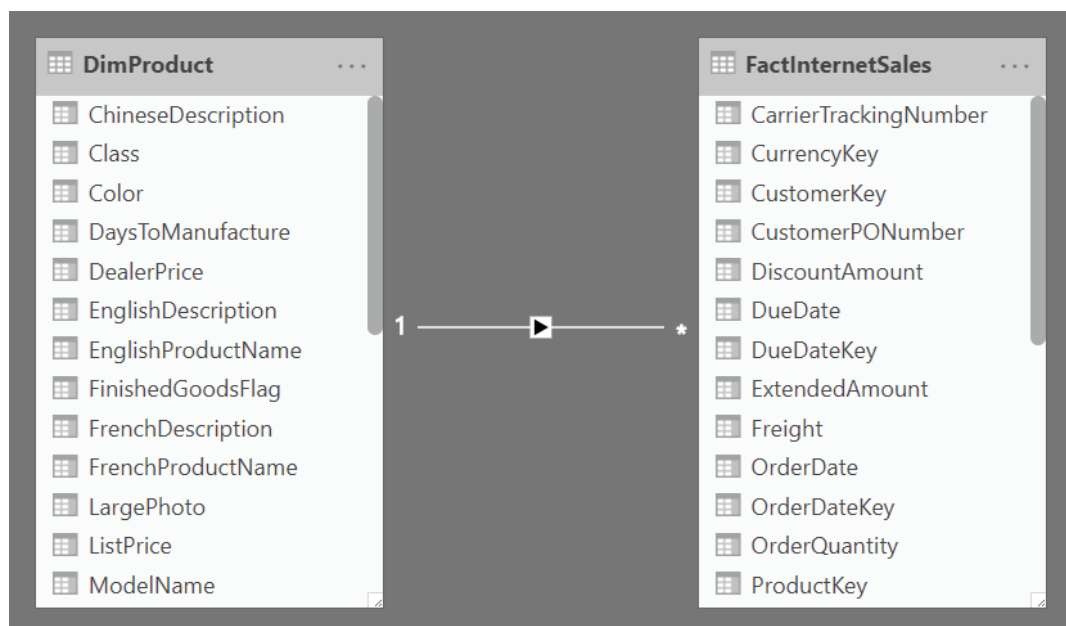 DimProduct
ChineseDescription
Class
Color
DaysToManufacture
DealerPrice
EnglishDescription
EnglishProductName
FinishedGoodsFlag
FrenchDescription
FrenchProductName
LargePhoto
ListPrice
ModelName
1
*
FactInternetSales
CarrierTrackingNumber
CurrencyKey
CustomerKey
CustomerPONumber
DiscountAmount
DueDate
DueDateKey
ExtendedAmount
Freight
OrderDate
OrderDateKey
OrderQuantity
ProductKey